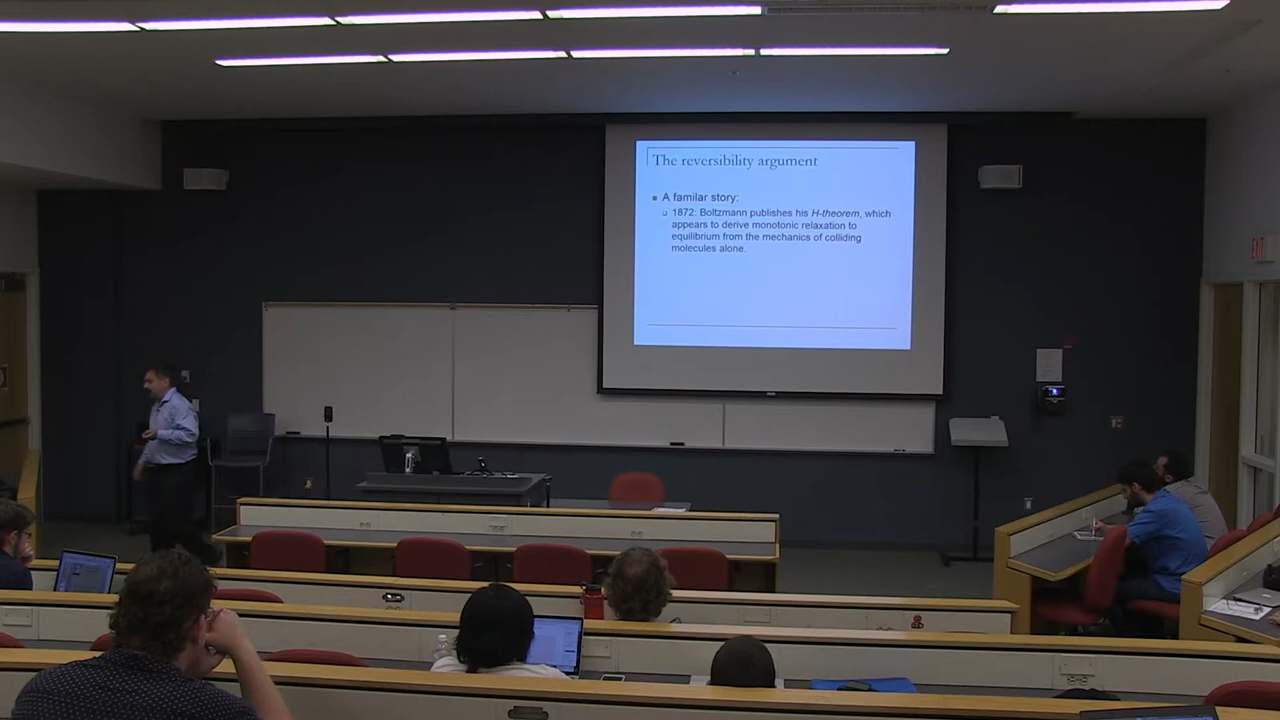 The reversibility argument
A familar story:
1872: Boltzmann publishes his H-theorem, which
appears to derive monotonic relaxation to
equilibrium from the mechanics of colliding
molecules alone.